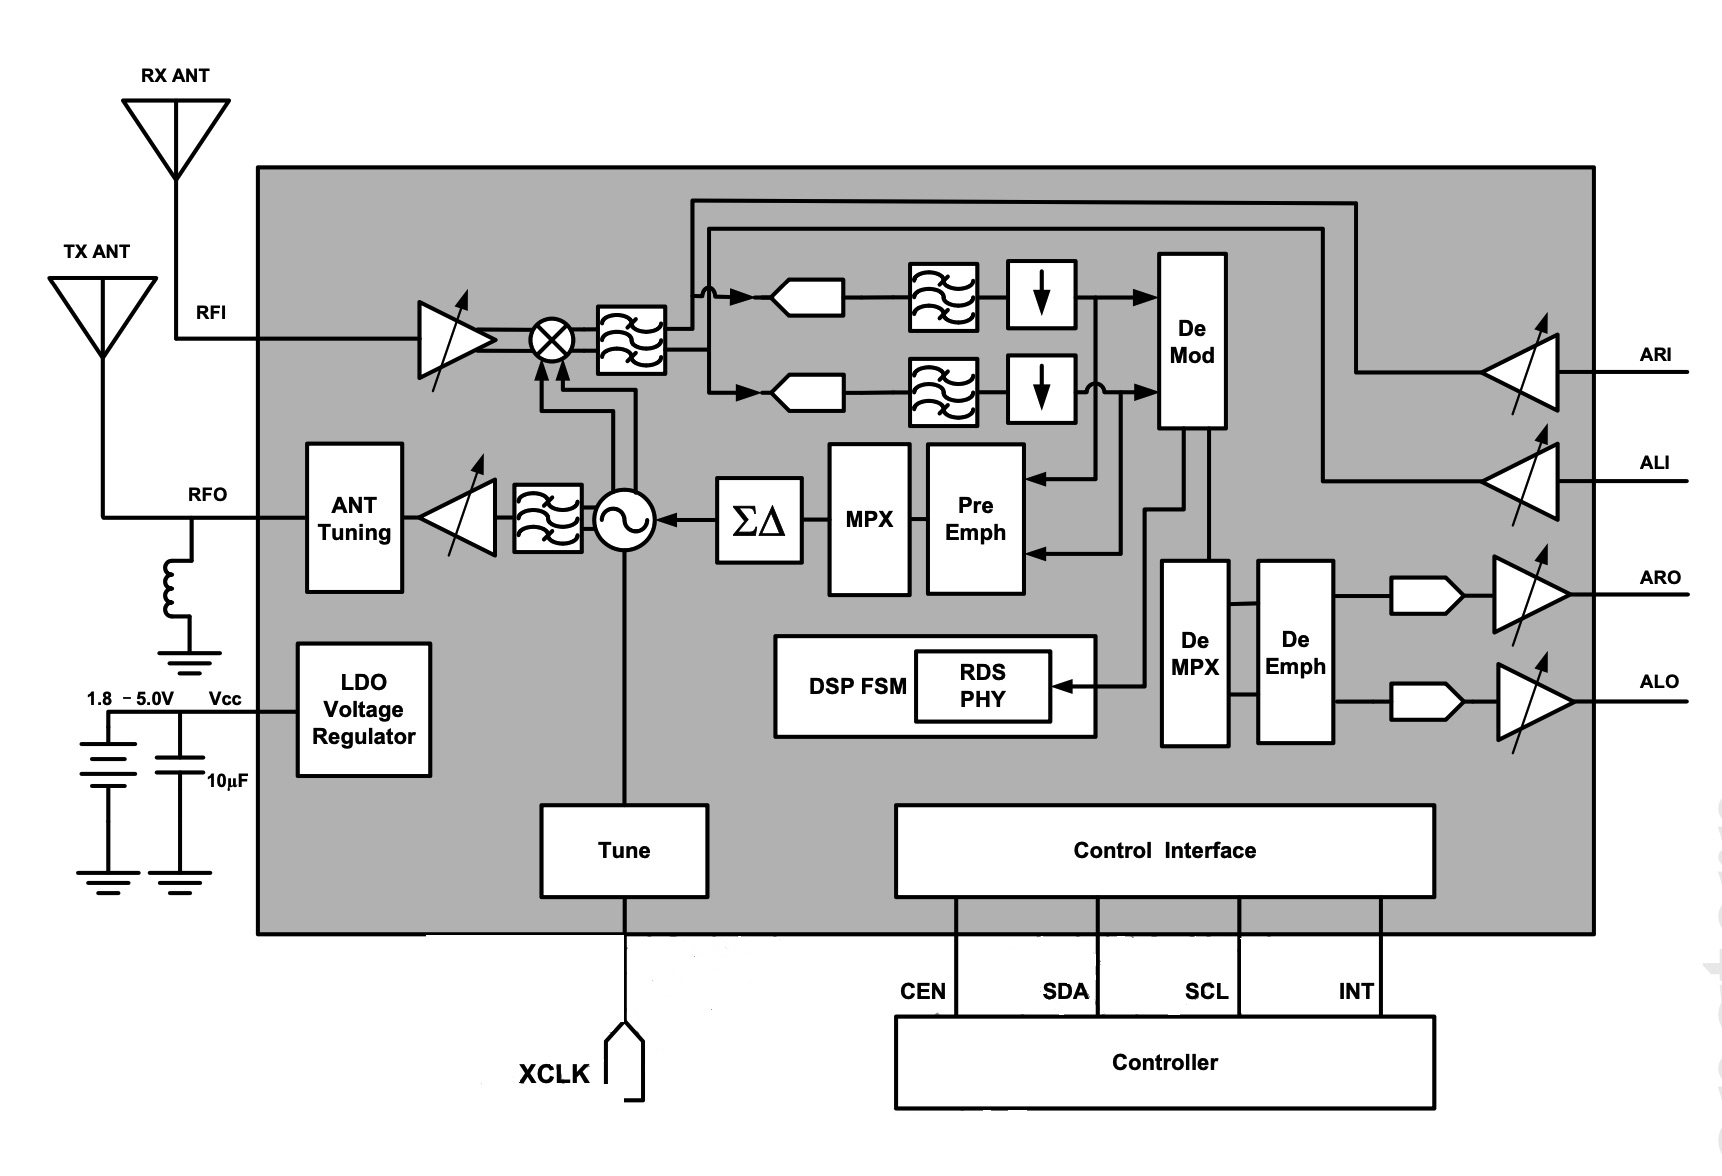 RX ANT
TX ANT
RFI
De
Mod
ARI
ALI
RFO
ANT
Tuning
ΣΔ
MPX
Pre
Emph
ARO
De
MPX
De
Emph
DSP FSM
RDS
PHY
ALO
1.8 - 5.0V Vcc
LDO
Voltage
Regulator
10µF
Tune
Control Interface
CEN
SDA
SCL
INT
XCLK
Controller